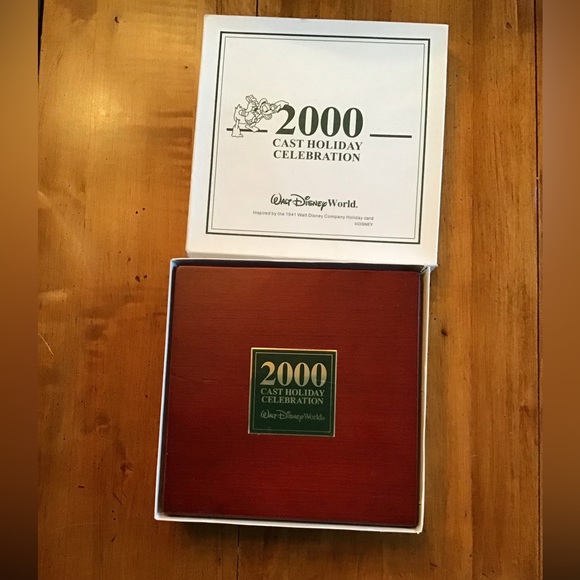 2000
CAST HOLIDAY
CELEBRATION
Walt Disney World.
Inspired by the 1941 Walt Disney Company Holiday card
©DISNEY
2000
CAST HOLIDAY
CELEBRATION
Walt Disney World.